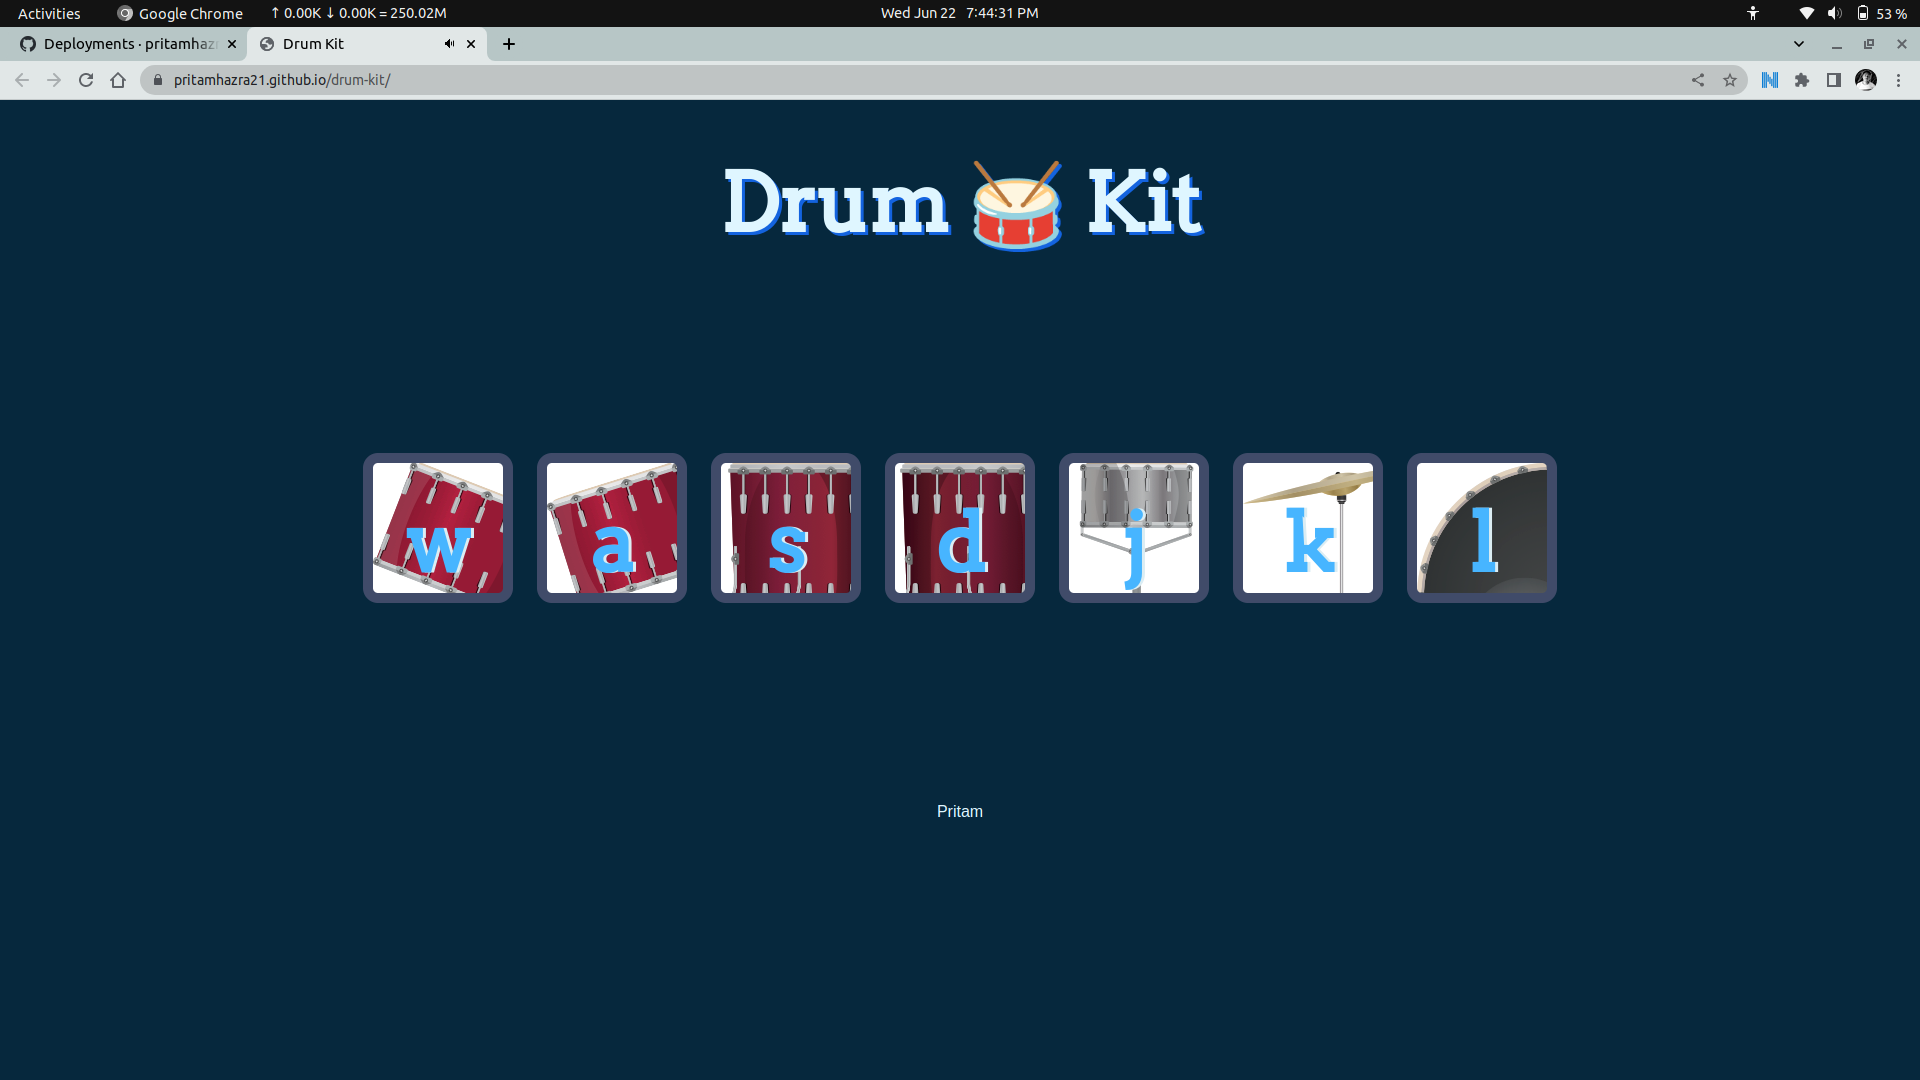 Activities Google Chrome ↑ 0.00K ↓ 0.00K = 250.02M Wed Jun 22 7:44:31 PM 53 %
Deployments · pritamhaz Drum Kit
pritamhazra21.github.io/drum-kit/
Drum 🥁 Kit
w a s d j k l
Pritam